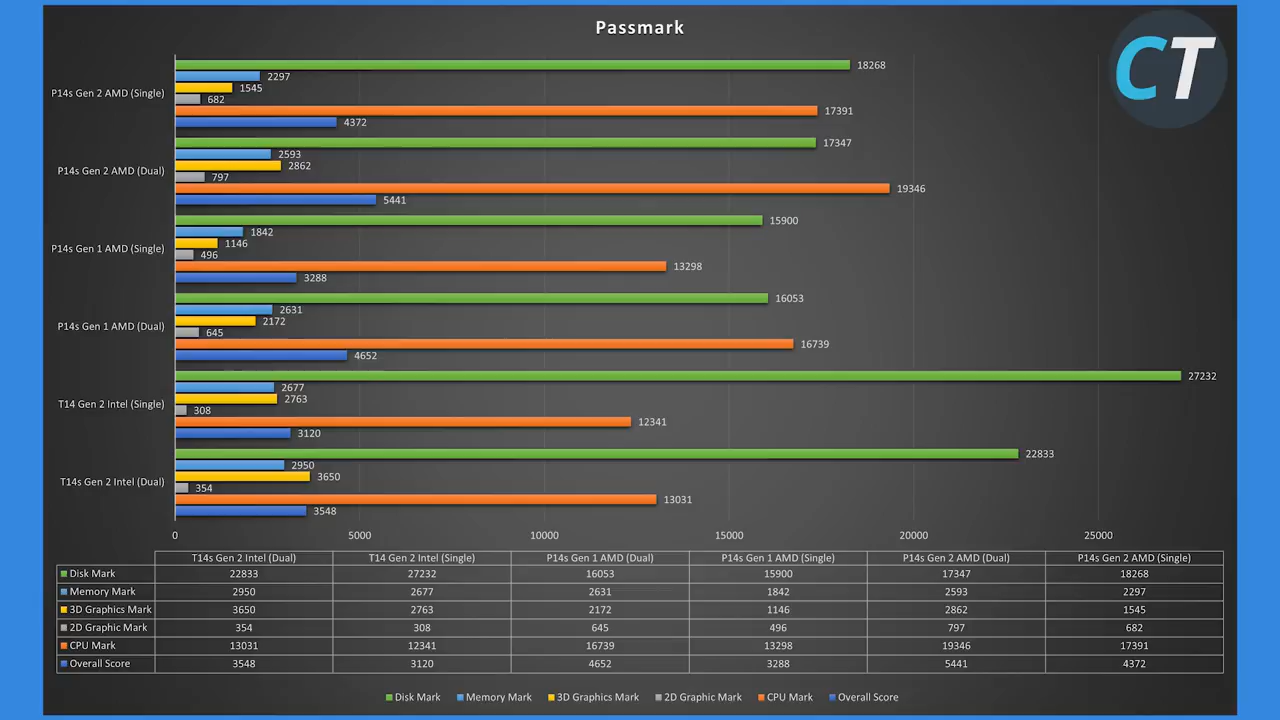 Passmark
CT
P14s Gen 2 AMD (Single)
18268
2297
1545
682
17391
4372
P14s Gen 2 AMD (Dual)
17347
2593
2862
797
19346
5441
P14s Gen 1 AMD (Single)
15900
1842
1146
496
13298
3288
P14s Gen 1 AMD (Dual)
16053
2631
2172
645
16739
4652
T14 Gen 2 Intel (Single)
27232
2677
2763
308
12341
3120
T14s Gen 2 Intel (Dual)
22833
2950
3650
354
13031
3548
0 5000 10000 15000 20000 25000
T14s Gen 2 Intel (Dual) T14 Gen 2 Intel (Single) P14s Gen 1 AMD (Dual) P14s Gen 1 AMD (Single) P14s Gen 2 AMD (Dual) P14s Gen 2 AMD (Single)
Disk Mark 22833 27232 16053 15900 17347 18268
Memory Mark 2950 2677 2631 1842 2593 2297
3D Graphics Mark 3650 2763 2172 1146 2862 1545
2D Graphic Mark 354 308 645 496 797 682
CPU Mark 13031 12341 16739 13298 19346 17391
Overall Score 3548 3120 4652 3288 5441 4372
Disk Mark Memory Mark 3D Graphics Mark 2D Graphic Mark CPU Mark Overall Score